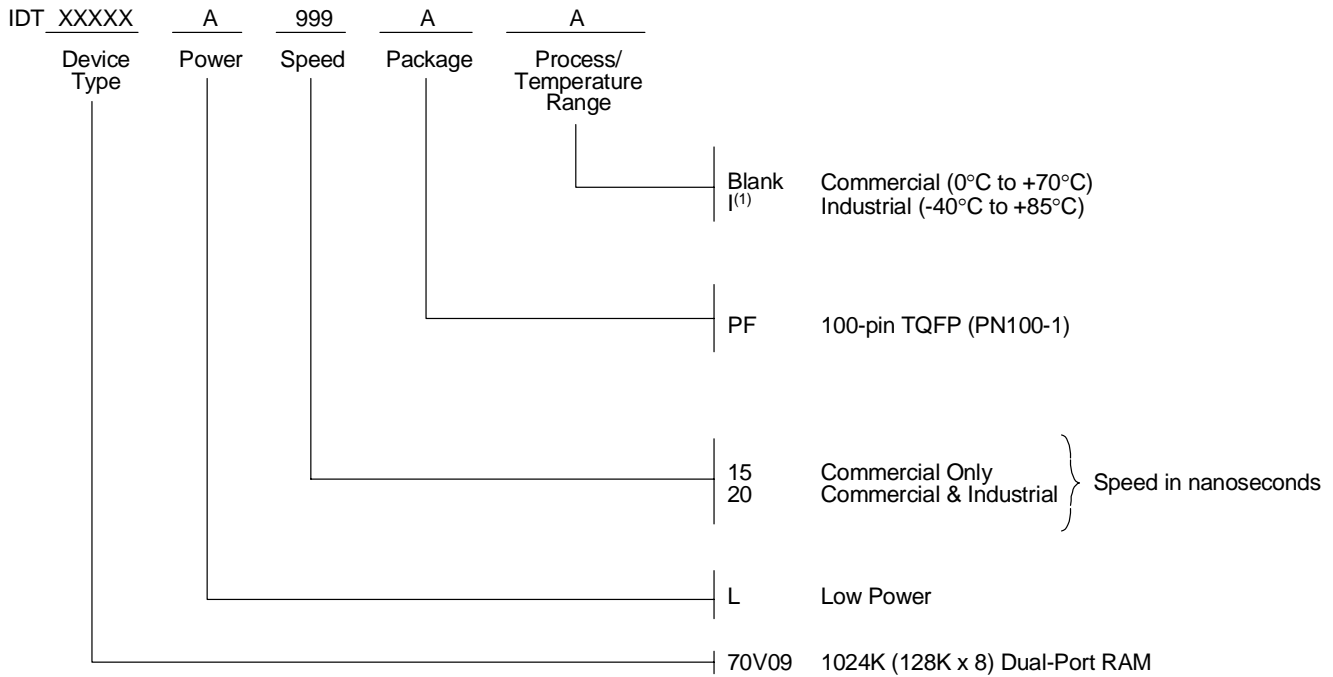 IDT XXXXX A 999 A A
Device Type Power Speed Package Process/ Temperature Range
Blank Commercial (0°C to +70°C)
I(1) Industrial (-40°C to +85°C)
PF 100-pin TQFP (PN100-1)
15 Commercial Only
20 Commercial & Industrial
Speed in nanoseconds
L Low Power
70V09 1024K (128K x 8) Dual-Port RAM